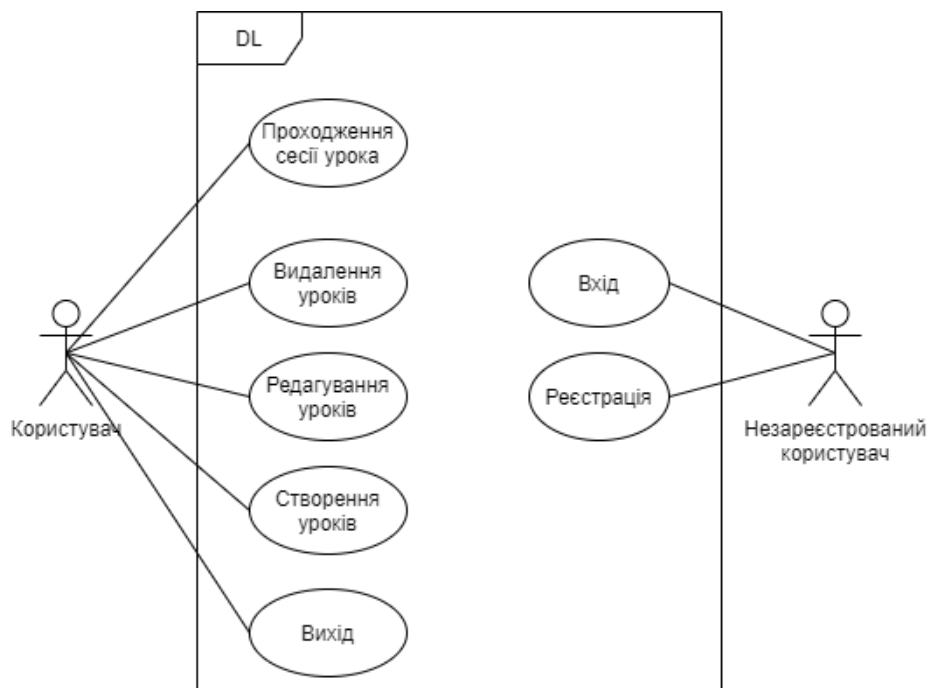 DL
Проходження
сесії урока
Видалення
уроків
Вхід
Редагування
уроків
Реєстрація
Користувач
Незареєстрований
користувач
Створення
уроків
Вихід